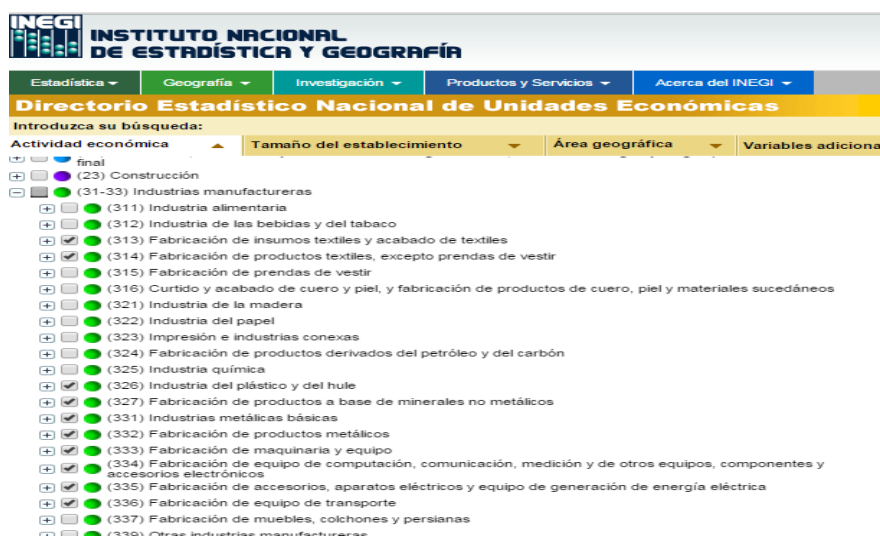 INEGI
INSTITUTO NACIONAL
DE ESTADÍSTICA Y GEOGRAFÍA
Estadística Geografía Investigación Productos y Servicios Acerca del INEGI
Directorio Estadístico Nacional de Unidades Económicas
Introduzca su búsqueda:
Actividad económica Tamaño del establecimiento Área geográfica Variables adiciona
final
(23) Construcción
(31-33) Industrias manufactureras
(311) Industria alimentaria
(312) Industria de las bebidas y del tabaco
(313) Fabricación de insumos textiles y acabado de textiles
(314) Fabricación de productos textiles, excepto prendas de vestir
(315) Fabricación de prendas de vestir
(316) Curtido y acabado de cuero y piel, y fabricación de productos de cuero, piel y materiales sucedáneos
(321) Industria de la madera
(322) Industria del papel
(323) Impresión e industrias conexas
(324) Fabricación de productos derivados del petróleo y del carbón
(325) Industria química
(326) Industria del plástico y del hule
(327) Fabricación de productos a base de minerales no metálicos
(331) Industrias metálicas básicas
(332) Fabricación de productos metálicos
(333) Fabricación de maquinaria y equipo
(334) Fabricación de equipo de computación, comunicación, medición y de otros equipos, componentes y
accesorios electrónicos
(335) Fabricación de accesorios, aparatos eléctricos y equipo de generación de energía eléctrica
(336) Fabricación de equipo de transporte
(337) Fabricación de muebles, colchones y persianas
(339) Otras industrias manufactureras